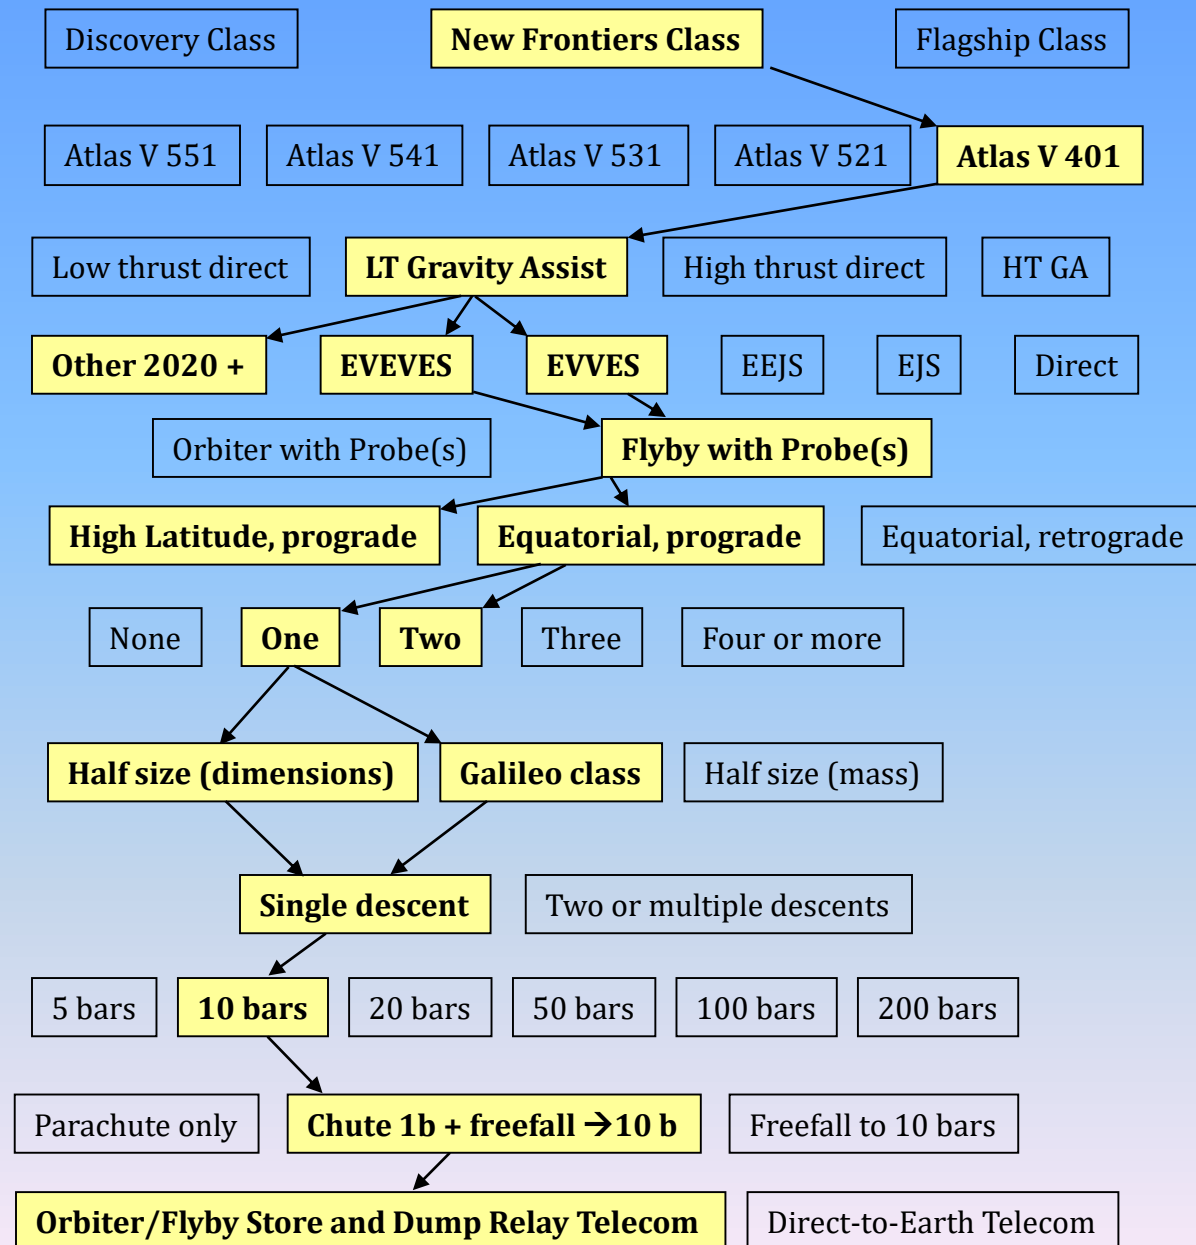 Discovery Class New Frontiers Class Flagship Class
Atlas V 551 Atlas V 541 Atlas V 531 Atlas V 521 Atlas V 401
Low thrust direct LT Gravity Assist High thrust direct HT GA
Other 2020 + EVEVES EVVES EEJS EJS Direct
Orbiter with Probe(s) Flyby with Probe(s)
High Latitude, prograde Equatorial, prograde Equatorial, retrograde
None One Two Three Four or more
Half size (dimensions) Galileo class Half size (mass)
Single descent Two or multiple descents
5 bars 10 bars 20 bars 50 bars 100 bars 200 bars
Parachute only Chute 1b + freefall →10 b Freefall to 10 bars
Orbiter/Flyby Store and Dump Relay Telecom Direct-to-Earth Telecom